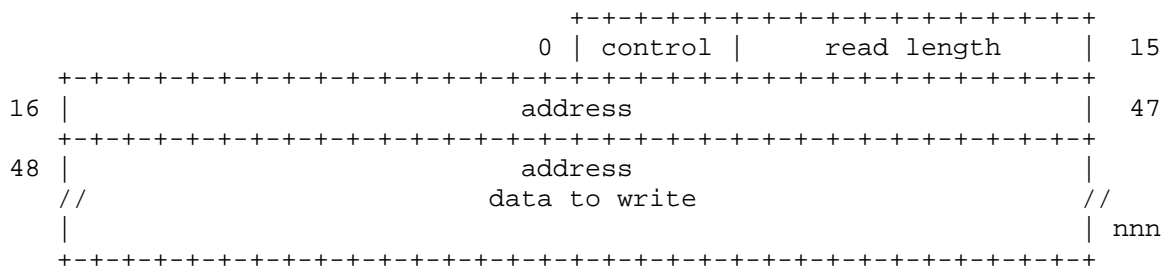 +-+-+-+-+-+-+-+-+-+-+-+-+-+-+-+-+
0 | control | read length | 15
+-+-+-+-+-+-+-+-+-+-+-+-+-+-+-+-+-+-+-+-+-+-+-+-+-+-+-+-+-+-+-+-+
16 | address | 47
+-+-+-+-+-+-+-+-+-+-+-+-+-+-+-+-+-+-+-+-+-+-+-+-+-+-+-+-+-+-+-+-+
48 | address |
// data to write //
| | nnn
+-+-+-+-+-+-+-+-+-+-+-+-+-+-+-+-+-+-+-+-+-+-+-+-+-+-+-+-+-+-+-+-+